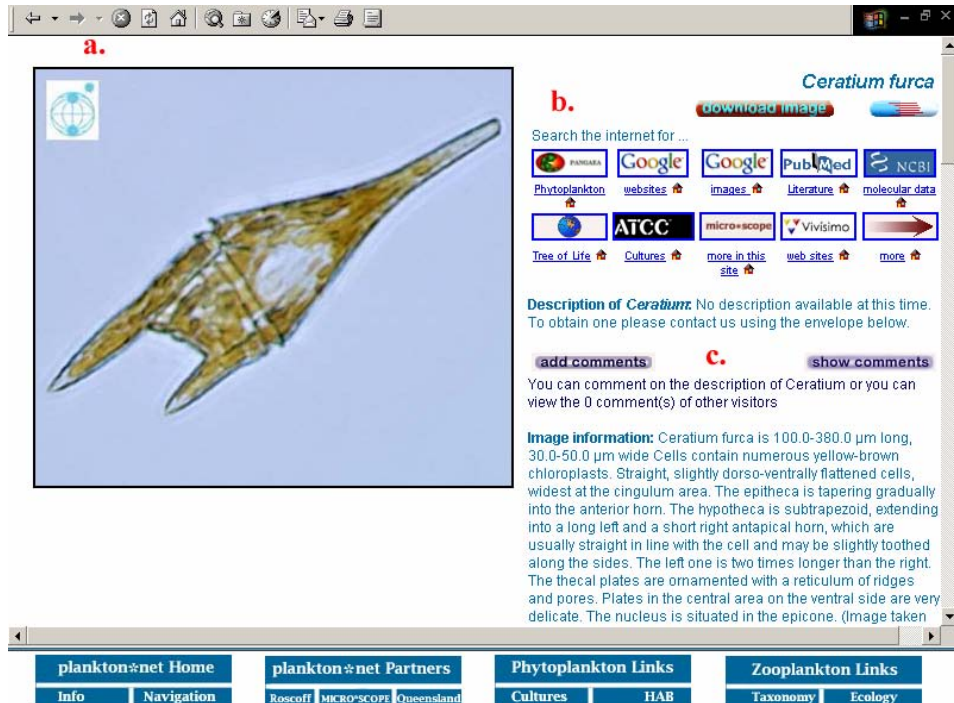 a.
Ceratium furca
b.
download image
Search the internet for ...
PANGAEA Google Google PubMed NCBI
Phytoplankton websites images Literature molecular data
ATCC micro*scope Vivísimo
Tree of Life Cultures more in this site web sites more
Description of Ceratium: No description available at this time.
To obtain one please contact us using the envelope below.
add comments c. show comments
You can comment on the description of Ceratium or you can
view the 0 comment(s) of other visitors
Image information: Ceratium furca is 100.0-380.0 µm long,
30.0-50.0 µm wide Cells contain numerous yellow-brown
chloroplasts. Straight, slightly dorso-ventrally flattened cells,
widest at the cingulum area. The epitheca is tapering gradually
into the anterior horn. The hypotheca is subtrapezoid, extending
into a long left and a short right antapical horn, which are
usually straight in line with the cell and may be slightly toothed
along the sides. The left one is two times longer than the right.
The thecal plates are ornamented with a reticulum of ridges
and pores. Plates in the central area on the ventral side are very
delicate. The nucleus is situated in the epicone. (Image taken
plankton*net Home plankton*net Partners Phytoplankton Links Zooplankton Links
Info Navigation Roscoff MICRO*SCOPE Queensland Cultures HAB Taxonomy Ecology